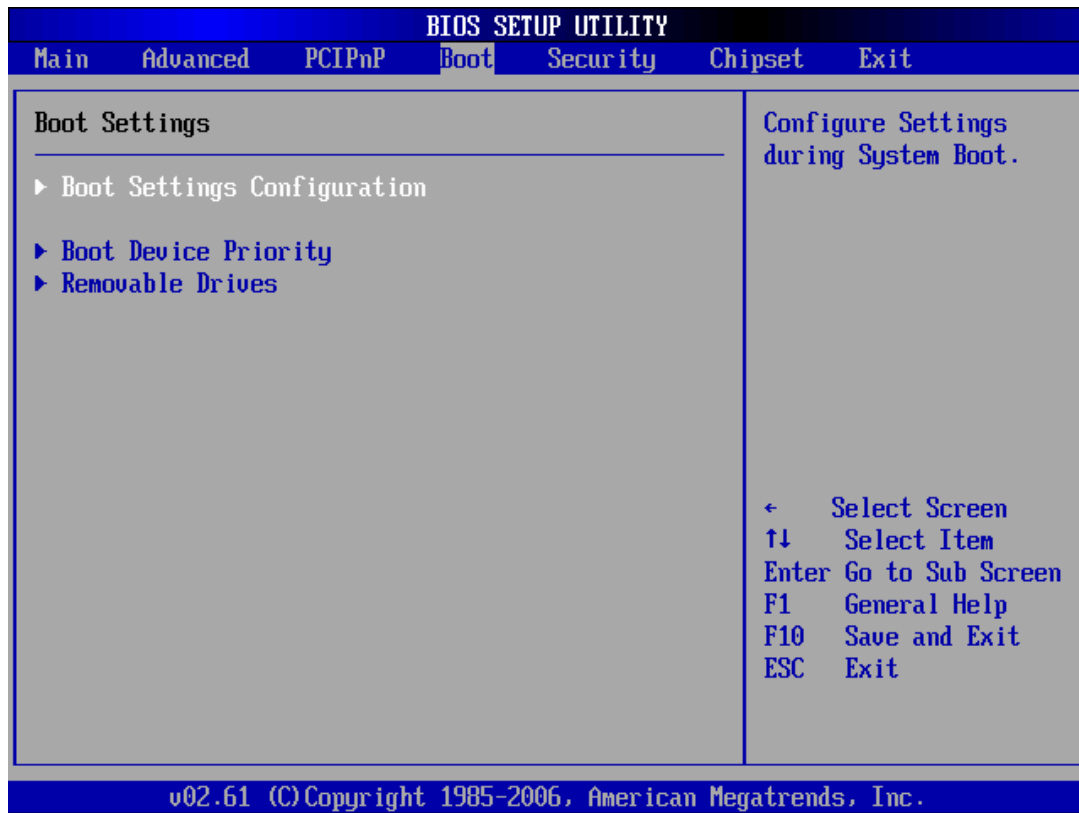 BIOS SETUP UTILITY
Main Advanced PCIPnP Boot Security Chipset Exit
Boot Settings
▶ Boot Settings Configuration
▶ Boot Device Priority
▶ Removable Drives
Configure Settings
during System Boot.
← Select Screen
↑↓ Select Item
Enter Go to Sub Screen
F1 General Help
F10 Save and Exit
ESC Exit
v02.61 (C)Copyright 1985-2006, American Megatrends, Inc.